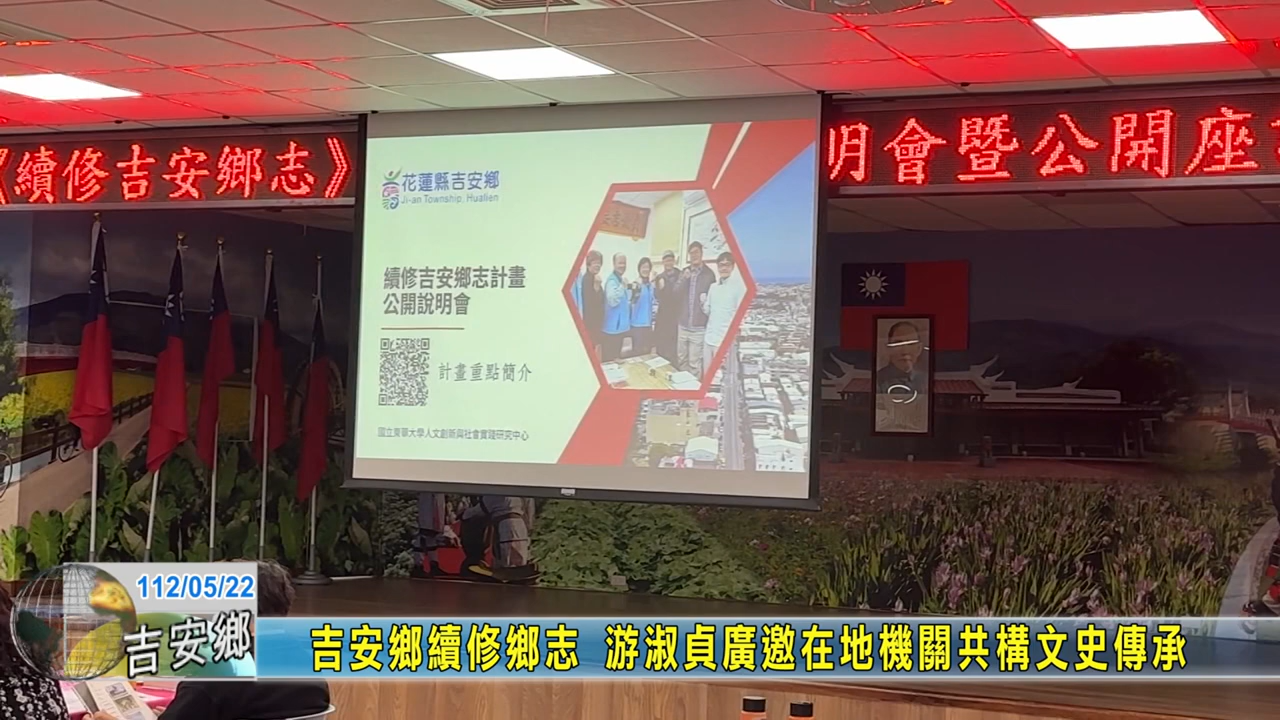 《續修吉安鄉志》
明會暨公開座
花蓮縣吉安鄉
Ji-an Township, Hualien
續修吉安鄉志計畫
公開說明會
計畫重點簡介
國立東華大學人文創新與社會實踐研究中心
112/05/22
吉安鄉
吉安鄉續修鄉志 游淑貞廣邀在地機關共構文史傳承